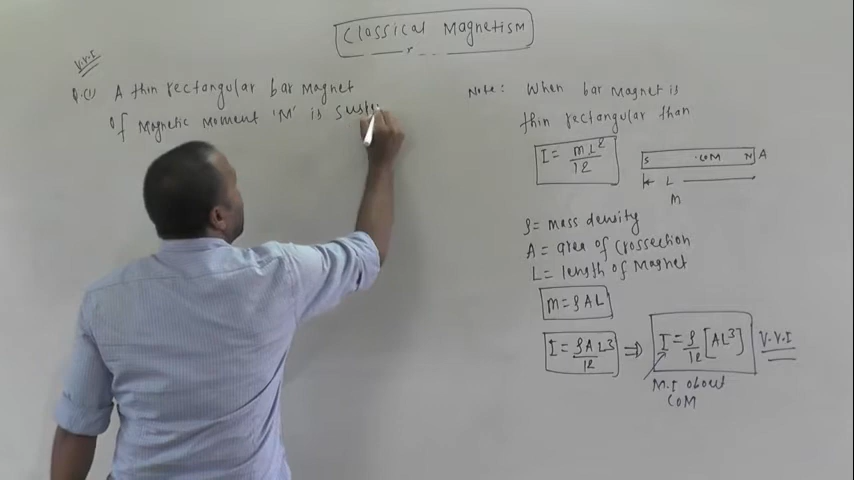 Classical Magnetism
V.V.I
Q.(1) A thin rectangular bar Magnet
Of Magnetic Moment 'M' is Suspe
Note: When bar Magnet is
thin rectangular than
I = mL²/12
S .COM N A
L
M
ρ = mass density
A = area of Crossection
L = length of Magnet
m = ρAL
I = ρAL³/12 ⇒ I = ρ/12 [AL³] V.V.I
M.I about
COM